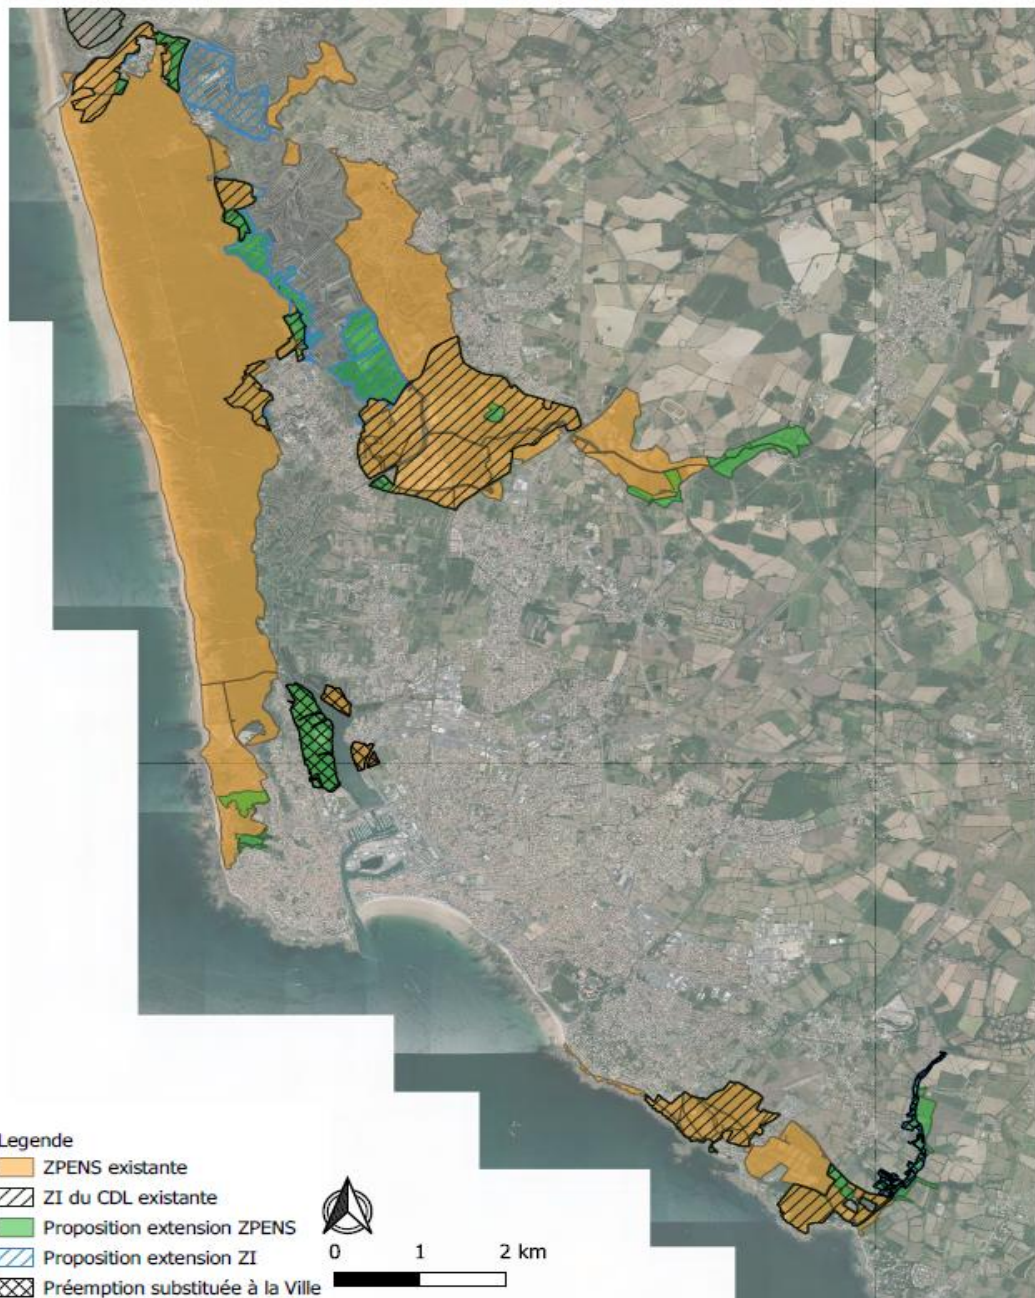 Legende
ZPENS existante
ZI du CDL existante
Proposition extension ZPENS
Proposition extension ZI
Préemption substituée à la Ville
0 1 2 km